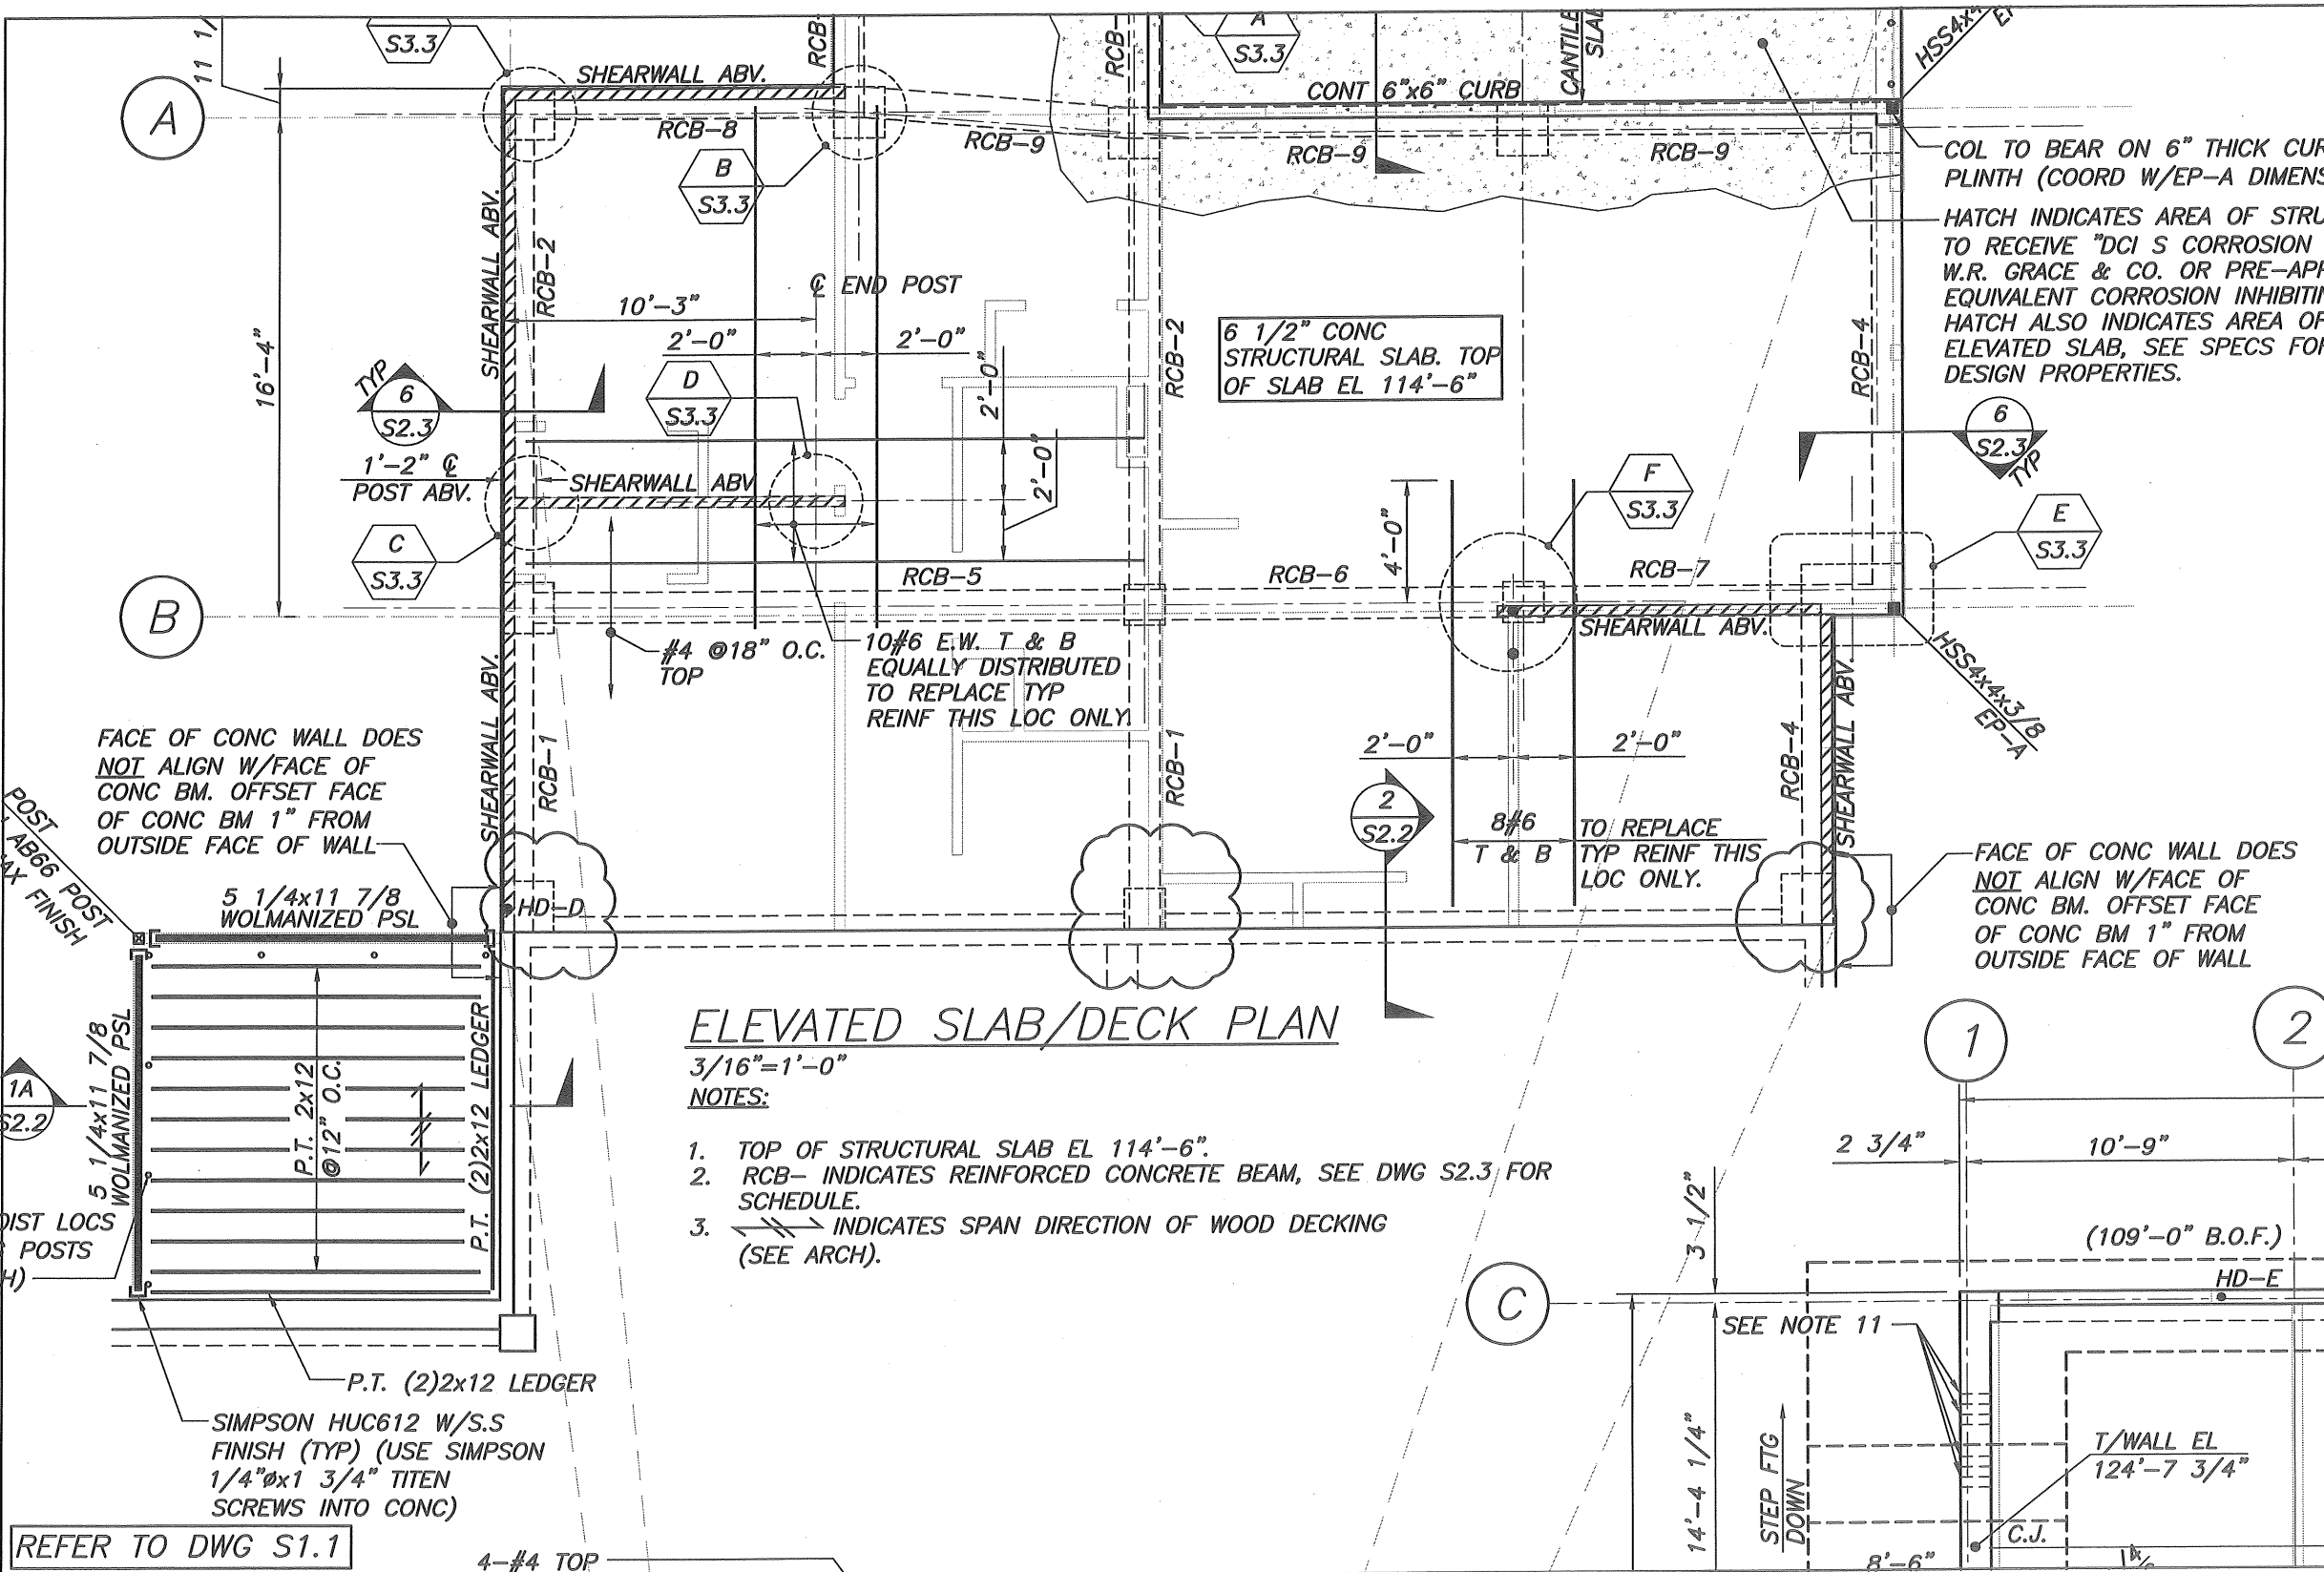 S3.3
RCB-
RCB-
A
S3.3
CANTILE
SLAB
HSS4x4
11 1/
A
SHEARWALL ABV.
CONT 6"x6" CURB
RCB-8
RCB-9
RCB-9
RCB-9
B
S3.3
COL TO BEAR ON 6" THICK CUR
PLINTH (COORD W/EP-A DIMENS
HATCH INDICATES AREA OF STRU
TO RECEIVE "DCI S CORROSION
W.R. GRACE & CO. OR PRE-APP
EQUIVALENT CORROSION INHIBITIN
HATCH ALSO INDICATES AREA OF
ELEVATED SLAB, SEE SPECS FOR
DESIGN PROPERTIES.
SHEARWALL ABV.
RCB-2
16'-4"
10'-3"
℄ END POST
2'-0"
2'-0"
2'-0"
2'-0"
RCB-2
6 1/2" CONC
STRUCTURAL SLAB. TOP
OF SLAB EL 114'-6"
RCB-4
TYP
6
S2.3
D
S3.3
6
S2.3
TYP
1'-2" ℄
POST ABV.
SHEARWALL ABV
C
S3.3
F
S3.3
4'-0"
E
S3.3
B
RCB-5
RCB-6
RCB-7
SHEARWALL ABV.
#4 @18" O.C.
TOP
10#6 E.W. T & B
EQUALLY DISTRIBUTED
TO REPLACE TYP
REINF THIS LOC ONLY.
HSS4x4x3/8
EP-A
SHEARWALL ABV.
RCB-1
RCB-1
RCB-4
SHEARWALL ABV.
FACE OF CONC WALL DOES
NOT ALIGN W/FACE OF
CONC BM. OFFSET FACE
OF CONC BM 1" FROM
OUTSIDE FACE OF WALL
2'-0"
2'-0"
2
S2.2
8#6
T & B
TO REPLACE
TYP REINF THIS
LOC ONLY.
FACE OF CONC WALL DOES
NOT ALIGN W/FACE OF
CONC BM. OFFSET FACE
OF CONC BM 1" FROM
OUTSIDE FACE OF WALL
POST
AB66 POST
FINISH
5 1/4x11 7/8
WOLMANIZED PSL
HD-D
5 1/4x11 7/8
WOLMANIZED PSL
P.T. 2x12
@12" O.C.
P.T. (2)2x12 LEDGER
1A
S2.2
DIST LOCS
POSTS
H)
ELEVATED SLAB/DECK PLAN
3/16"=1'-0"
NOTES:
1. TOP OF STRUCTURAL SLAB EL 114'-6".
2. RCB- INDICATES REINFORCED CONCRETE BEAM, SEE DWG S2.3 FOR
SCHEDULE.
3. INDICATES SPAN DIRECTION OF WOOD DECKING
(SEE ARCH).
1
2
2 3/4"
10'-9"
3 1/2"
(109'-0" B.O.F.)
HD-E
C
SEE NOTE 11
14'-4 1/4"
STEP FTG
DOWN
T/WALL EL
124'-7 3/4"
C.J.
8'-6"
P.T. (2)2x12 LEDGER
SIMPSON HUC612 W/S.S
FINISH (TYP) (USE SIMPSON
1/4"øx1 3/4" TITEN
SCREWS INTO CONC)
REFER TO DWG S1.1
4-#4 TOP